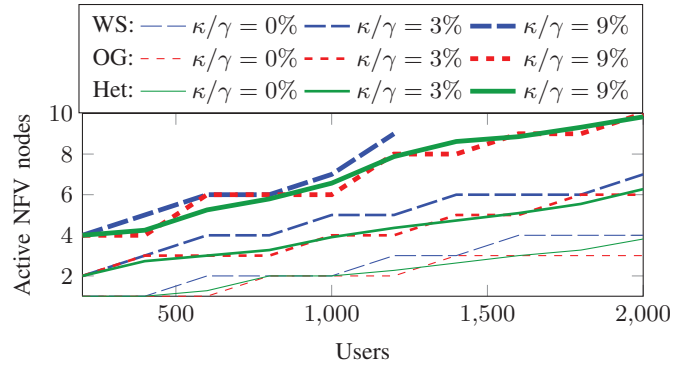 WS: κ/γ = 0% κ/γ = 3% κ/γ = 9%
OG: κ/γ = 0% κ/γ = 3% κ/γ = 9%
Het: κ/γ = 0% κ/γ = 3% κ/γ = 9%
10
8
6
4
2
Active NFV nodes
500 1,000 1,500 2,000
Users